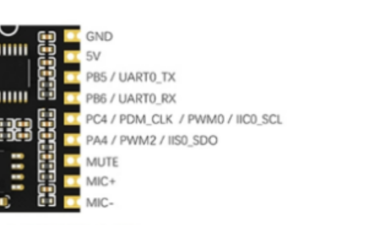 GND
5V
PB5 / UART0_TX
PB6 / UART0_RX
PC4 / PDM_CLK / PWM0 / IIC0_SCL
PA4 / PWM2 / IIS0_SDO
MUTE
MIC+
MIC-